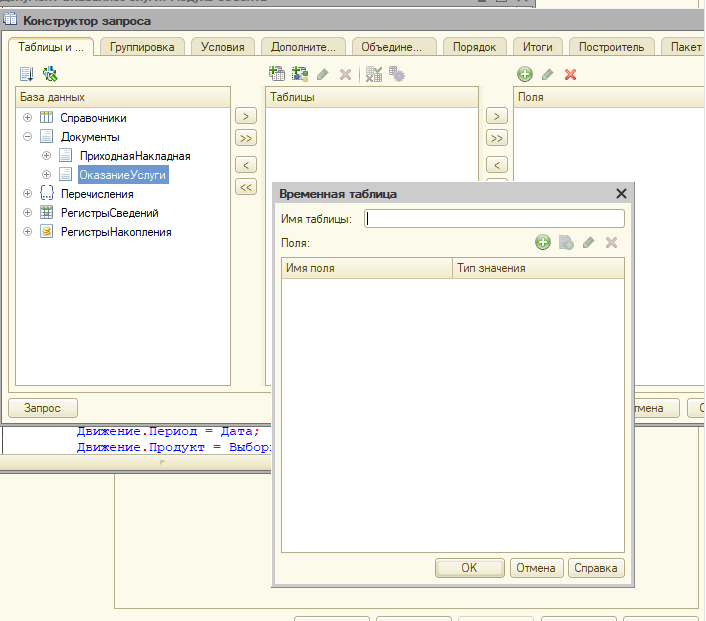 Конструктор запроса
Таблицы и ... Группировка Условия Дополните... Объедине... Порядок Итоги Построитель Пакет
База данных Таблицы Поля
Справочники
Документы
ПриходнаяНакладная
ОказаниеУслуги
Перечисления
РегистрыСведений
РегистрыНакопления
> >
>> >>
< <
<<
Временная таблица
Имя таблицы:
Поля:
Имя поля Тип значения
Запрос тмена
Движение.Период = Дата;
Движение.Продукт = Выбор
OK Отмена Справка